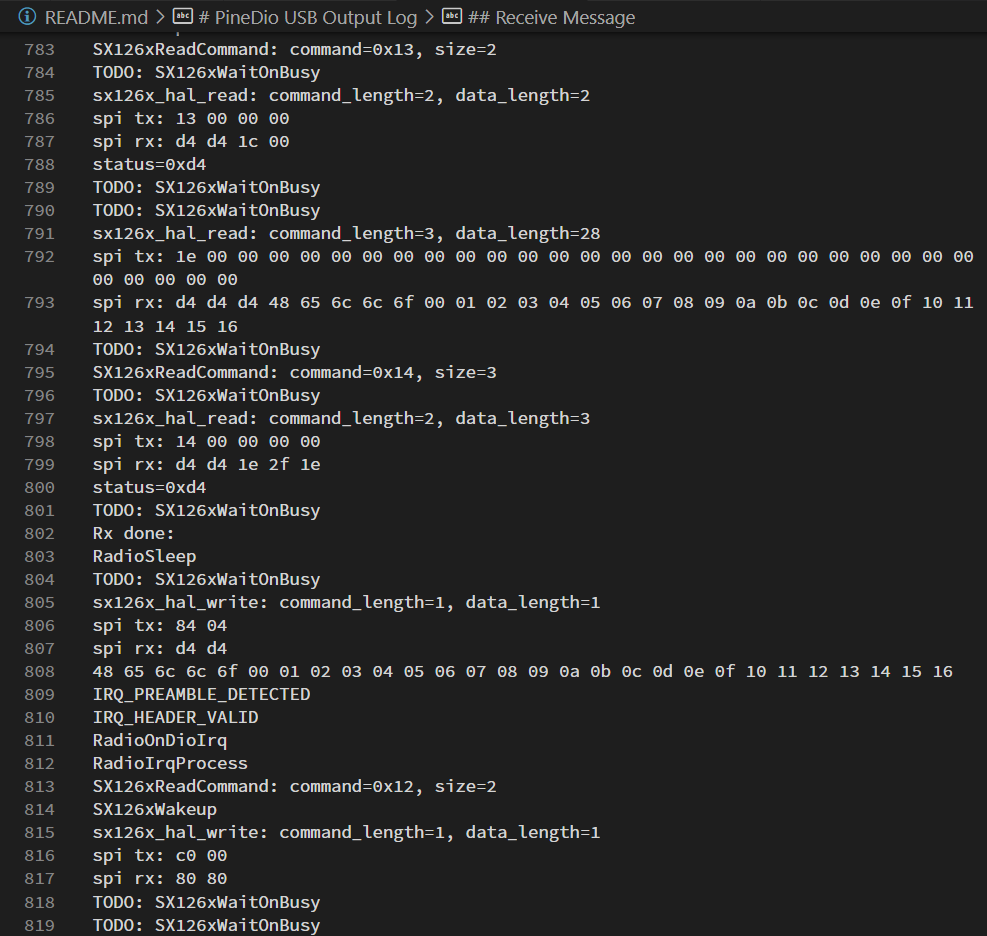 README.md > # PineDio USB Output Log > ## Receive Message
783 SX126xReadCommand: command=0x13, size=2
784 TODO: SX126xWaitOnBusy
785 sx126x_hal_read: command_length=2, data_length=2
786 spi tx: 13 00 00 00
787 spi rx: d4 d4 1c 00
788 status=0xd4
789 TODO: SX126xWaitOnBusy
790 TODO: SX126xWaitOnBusy
791 sx126x_hal_read: command_length=3, data_length=28
792 spi tx: 1e 00 00 00 00 00 00 00 00 00 00 00 00 00 00 00 00 00 00 00 00 00 00 00 00 00
00 00 00 00 00
793 spi rx: d4 d4 d4 48 65 6c 6c 6f 00 01 02 03 04 05 06 07 08 09 0a 0b 0c 0d 0e 0f 10 11
12 13 14 15 16
794 TODO: SX126xWaitOnBusy
795 SX126xReadCommand: command=0x14, size=3
796 TODO: SX126xWaitOnBusy
797 sx126x_hal_read: command_length=2, data_length=3
798 spi tx: 14 00 00 00 00
799 spi rx: d4 d4 1e 2f 1e
800 status=0xd4
801 TODO: SX126xWaitOnBusy
802 Rx done:
803 RadioSleep
804 TODO: SX126xWaitOnBusy
805 sx126x_hal_write: command_length=1, data_length=1
806 spi tx: 84 04
807 spi rx: d4 d4
808 48 65 6c 6c 6f 00 01 02 03 04 05 06 07 08 09 0a 0b 0c 0d 0e 0f 10 11 12 13 14 15 16
809 IRQ_PREAMBLE_DETECTED
810 IRQ_HEADER_VALID
811 RadioOnDioIrq
812 RadioIrqProcess
813 SX126xReadCommand: command=0x12, size=2
814 SX126xWakeup
815 sx126x_hal_write: command_length=1, data_length=1
816 spi tx: c0 00
817 spi rx: 80 80
818 TODO: SX126xWaitOnBusy
819 TODO: SX126xWaitOnBusy